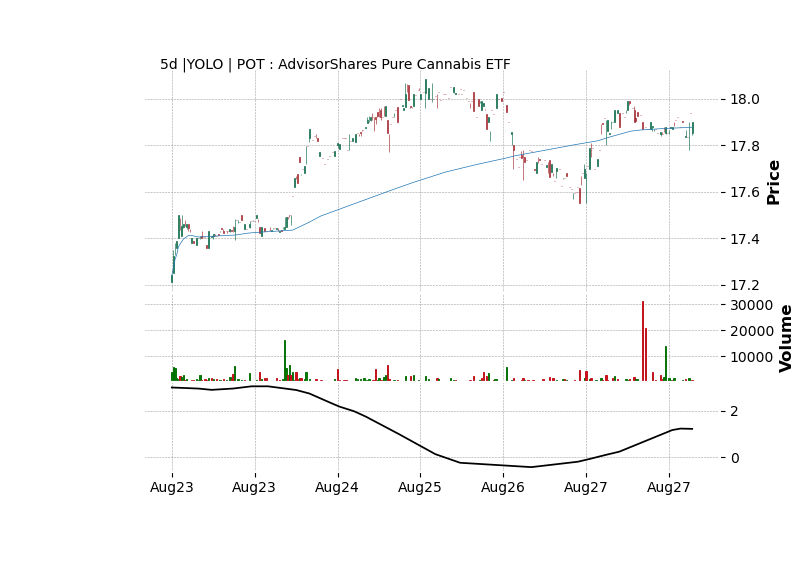 5d |YOLO | POT : AdvisorShares Pure Cannabis ETF
18.0
17.8
17.6
17.4
17.2
Price
30000
20000
10000
Volume
2
0
Aug23 Aug23 Aug24 Aug25 Aug26 Aug27 Aug27